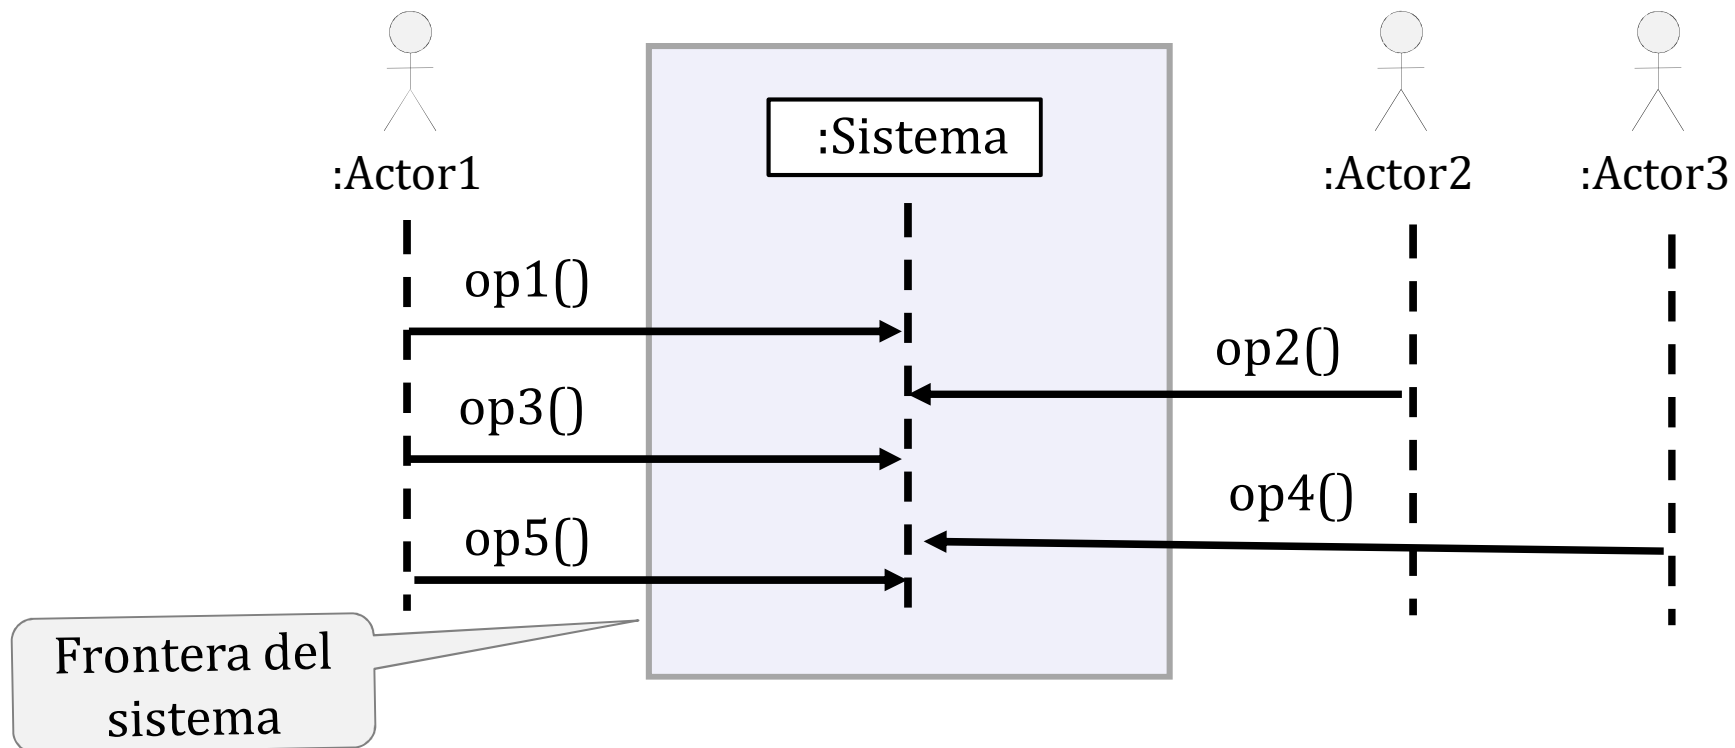 :Sistema
:Actor1
:Actor2
:Actor3
op1()
op2()
op3()
op4()
op5()
Frontera del
sistema